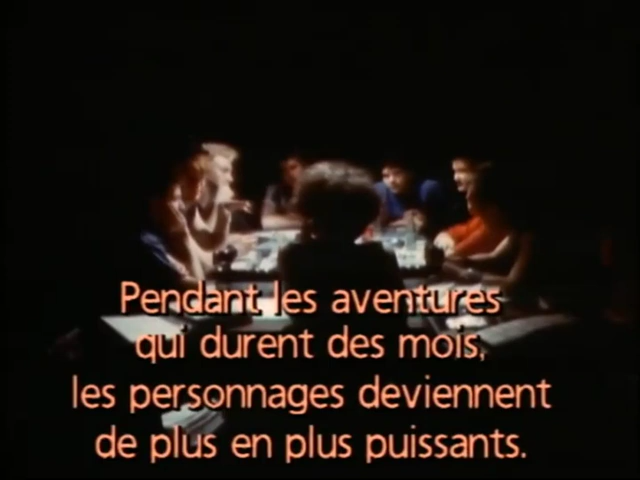 Pendant les aventures
qui durent des mois,
les personnages deviennent
de plus en plus puissants.